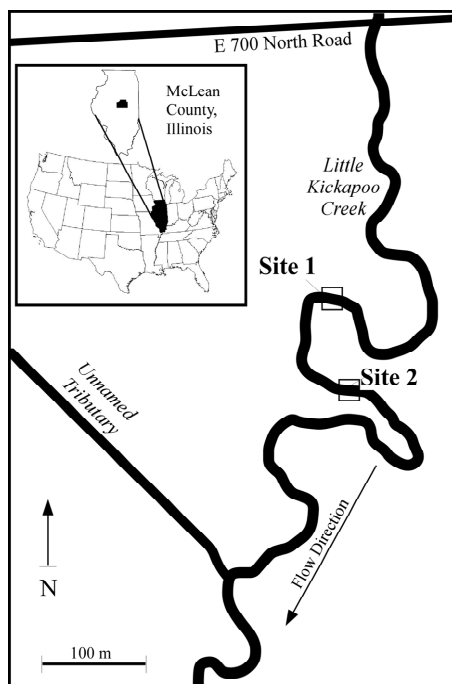 E 700 North Road
McLean
County,
Illinois
Little
Kickapoo
Creek
Site 1
Site 2
Unnamed
Tributary
Flow Direction
N
100 m